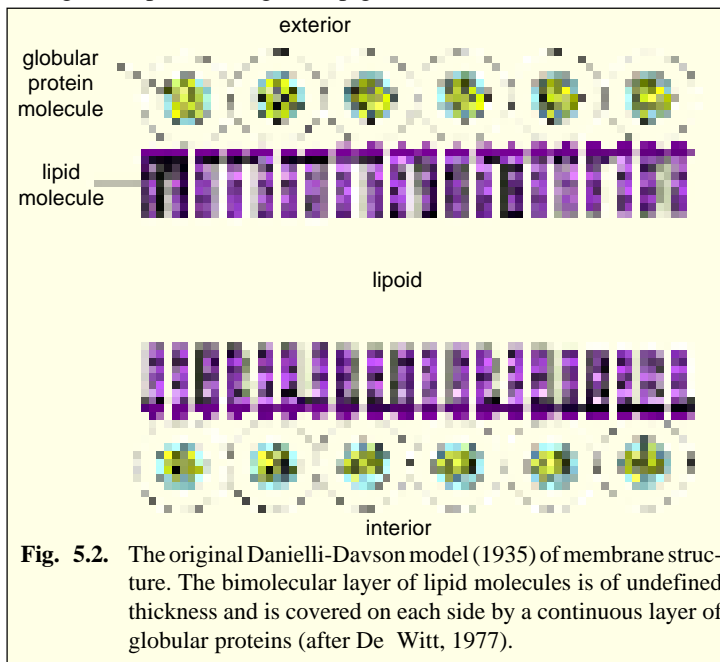 exterior
globular
protein
molecule
lipid
molecule
lipoid
interior
Fig. 5.2. The original Danielli-Davson model (1935) of membrane struc-
ture. The bimolecular layer of lipid molecules is of undefined
thickness and is covered on each side by a continuous layer of
globular proteins (after De Witt, 1977).